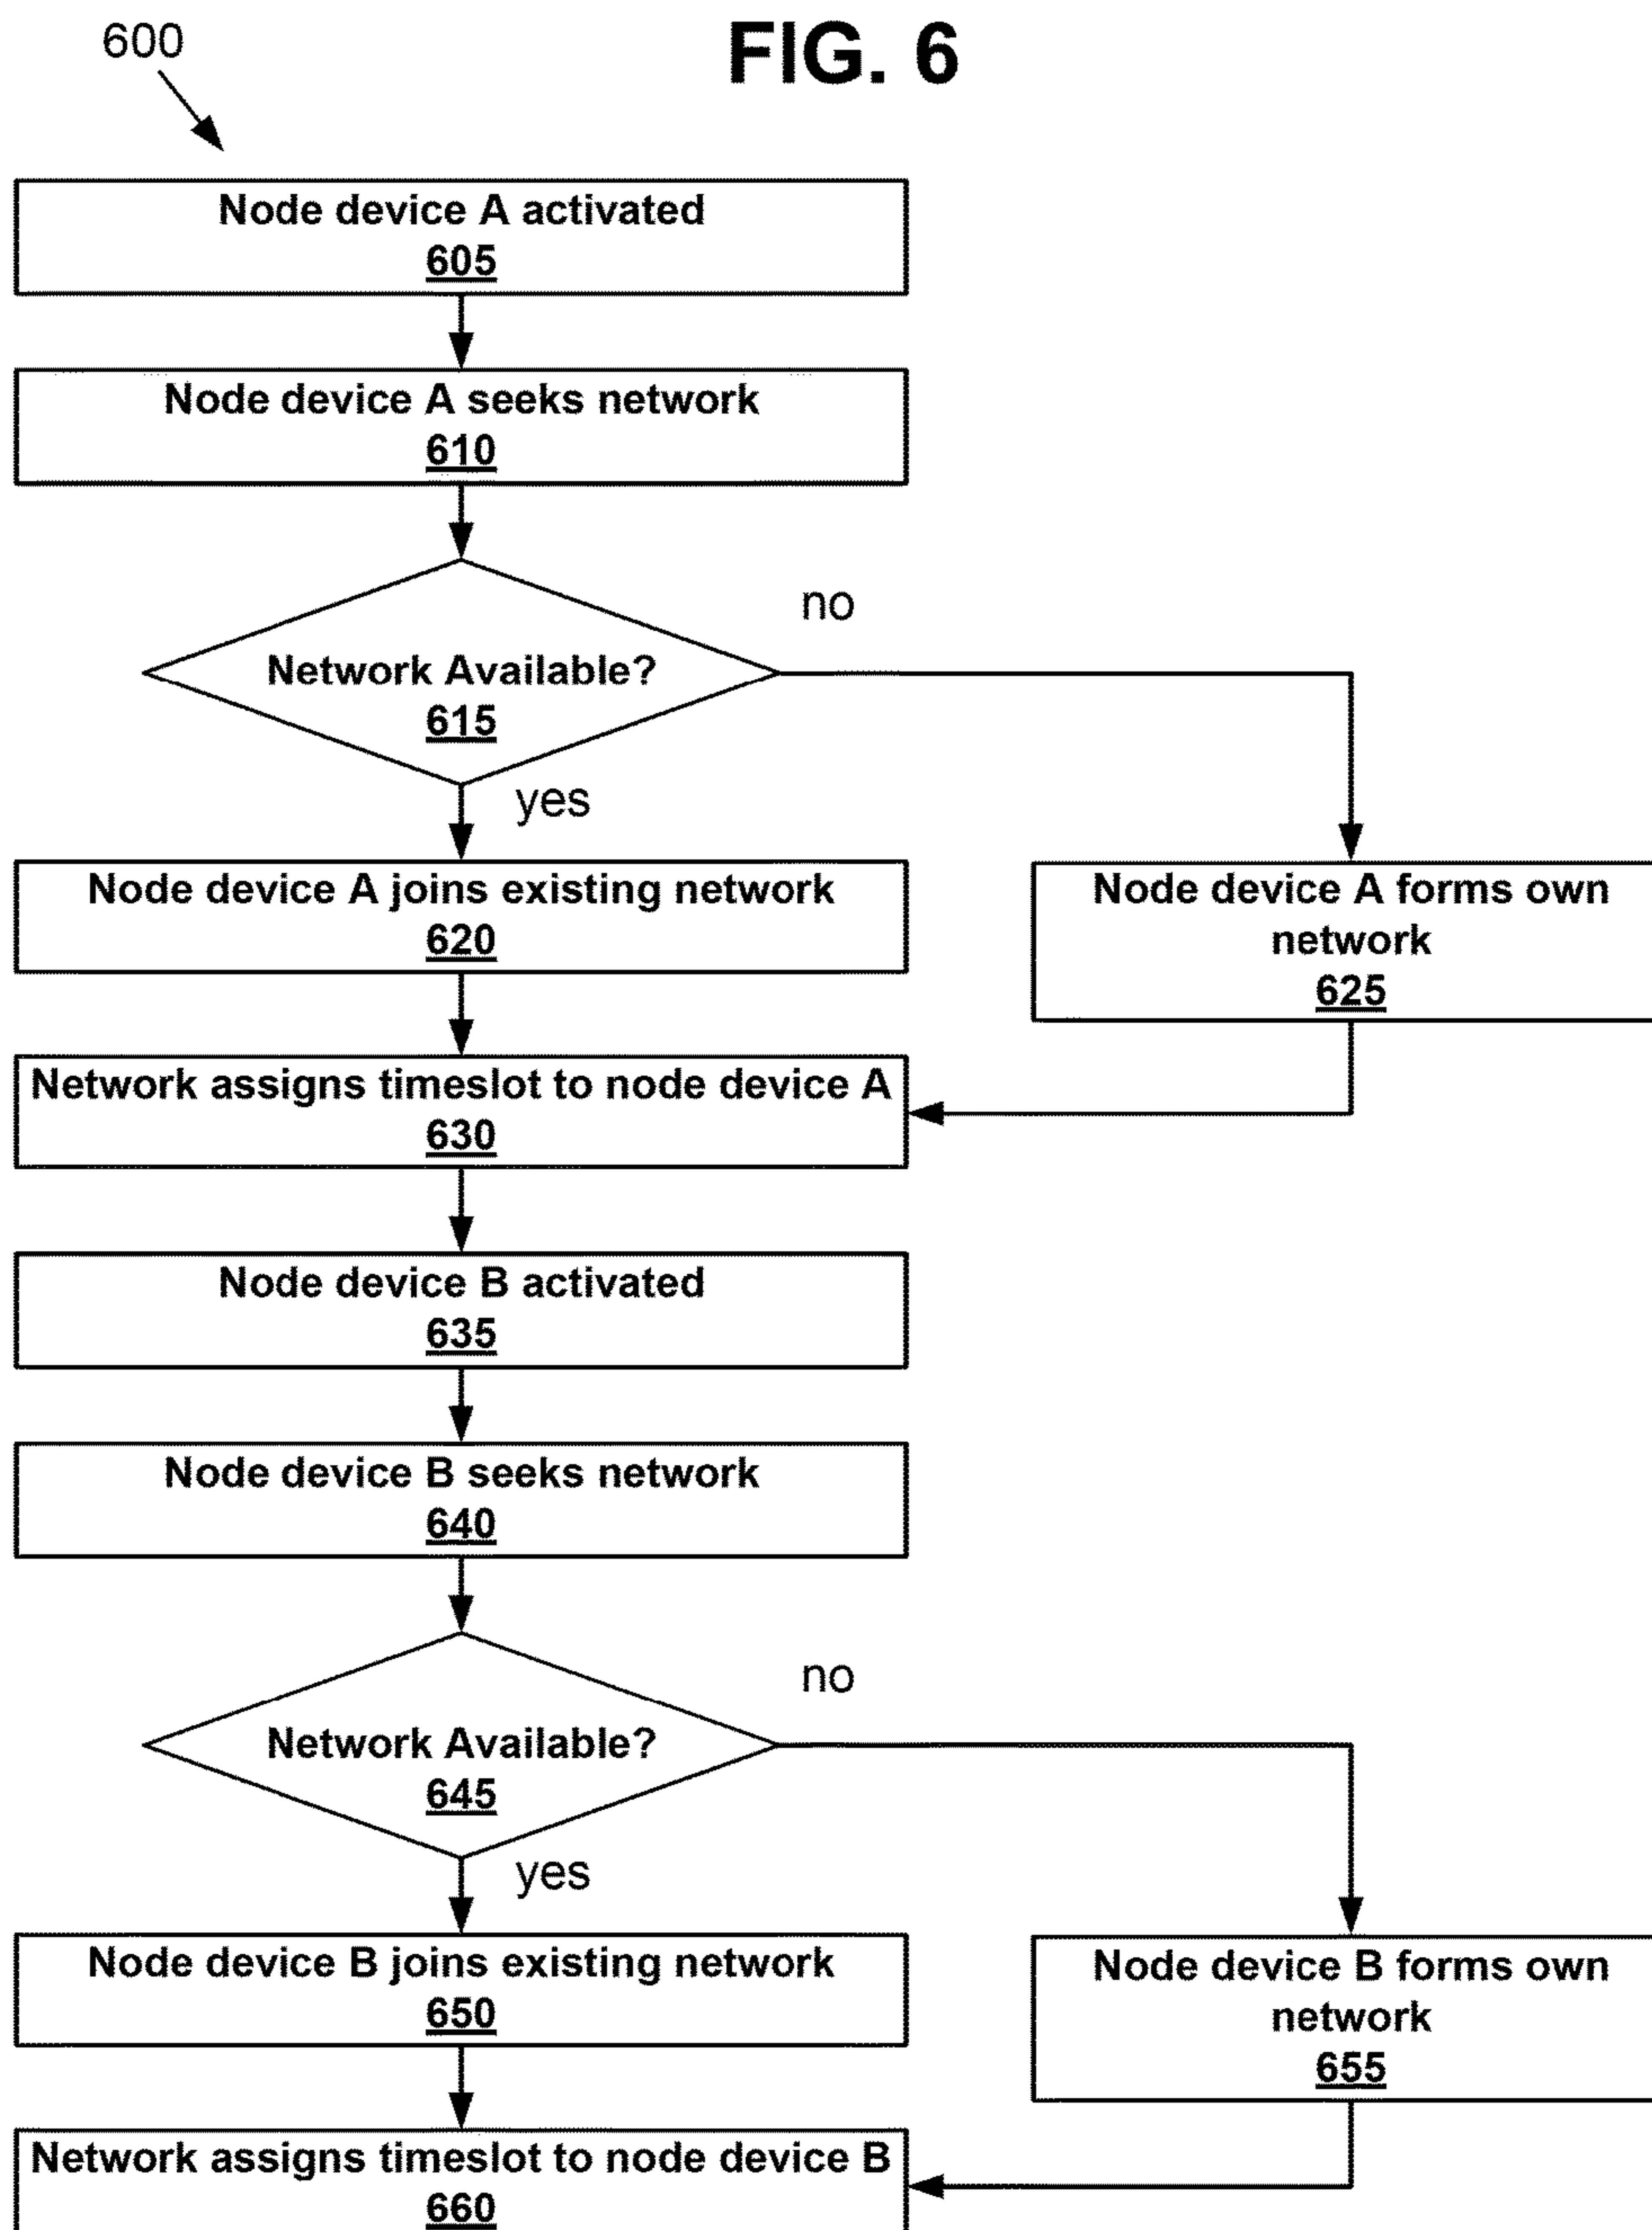 600
FIG. 6
Node device A activated
605
Node device A seeks network
610
no
Network Available?
615
yes
Node device A joins existing network
620
Node device A forms own
network
625
Network assigns timeslot to node device A
630
Node device B activated
635
Node device B seeks network
640
no
Network Available?
645
yes
Node device B joins existing network
650
Node device B forms own
network
655
Network assigns timeslot to node device B
660